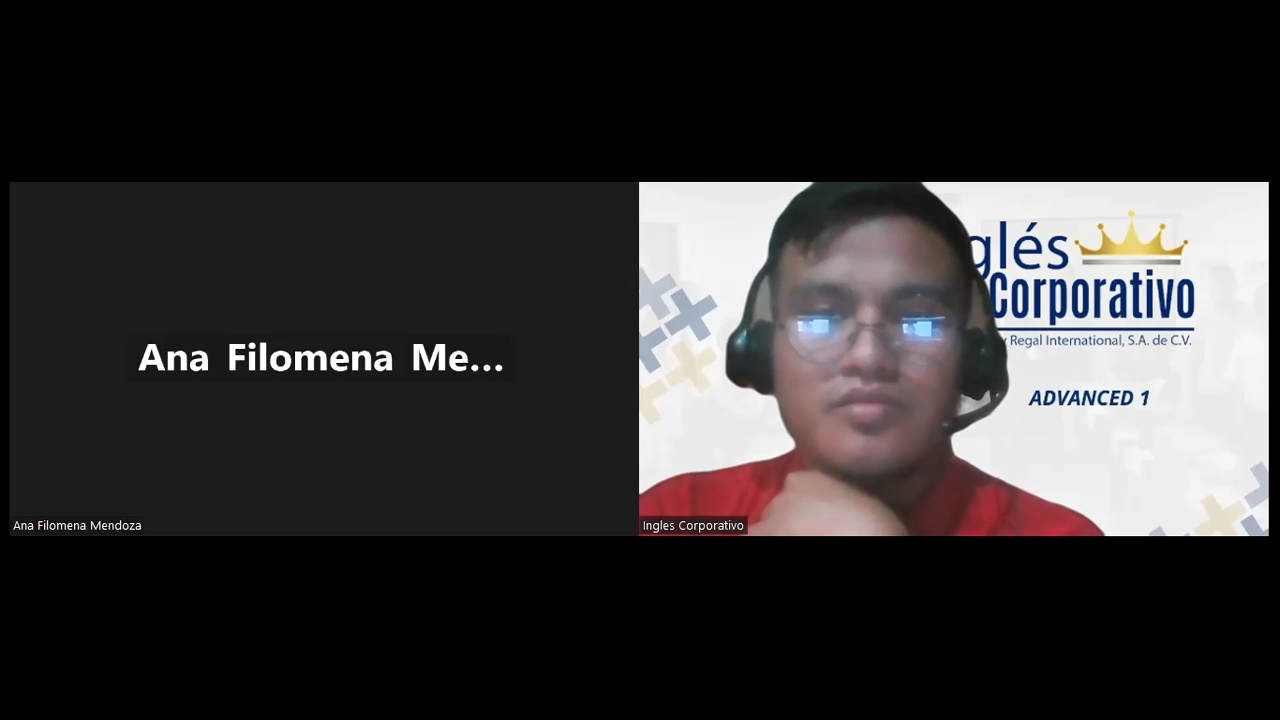 Ana Filomena Me...
Ana Filomena Mendoza
glés
Corporativo
y Regal International, S.A. de C.V.
ADVANCED 1
Ingles Corporativo